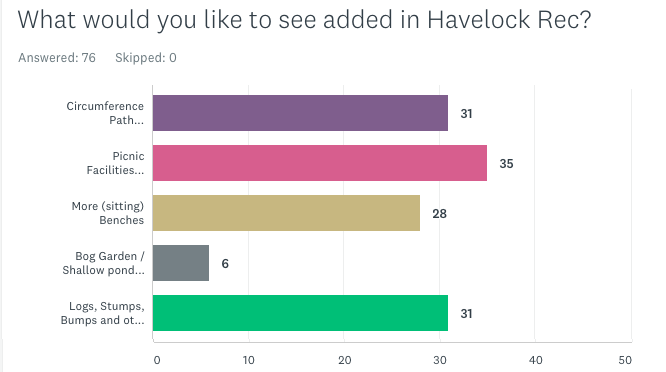 What would you like to see added in Havelock Rec?
Answered: 76 Skipped: 0
Circumference
Path...
31
Picnic
Facilities...
35
More (sitting)
Benches
28
Bog Garden /
Shallow pond...
6
Logs, Stumps,
Bumps and ot...
31
0 10 20 30 40 50